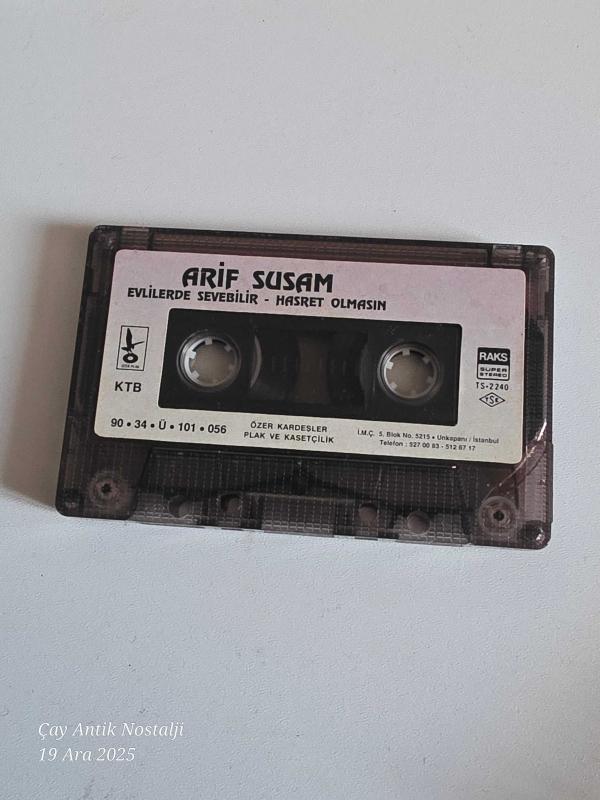 ARİF SUSAM
EVLİLERDE SEVEBİLİR - HASRET OLMASIN
KTB
RAKS
SUPER
STEREO
TS-2240
TSE
90 • 34 • Ü • 101 • 056
ÖZER KARDEŞLER
PLAK VE KASETÇİLİK
İ.M.Ç. 5. Blok No. 5215 • Unkapanı / İstanbul
Telefon : 527 00 83 - 512 67 17
Çay Antik Nostalji
19 Ara 2025